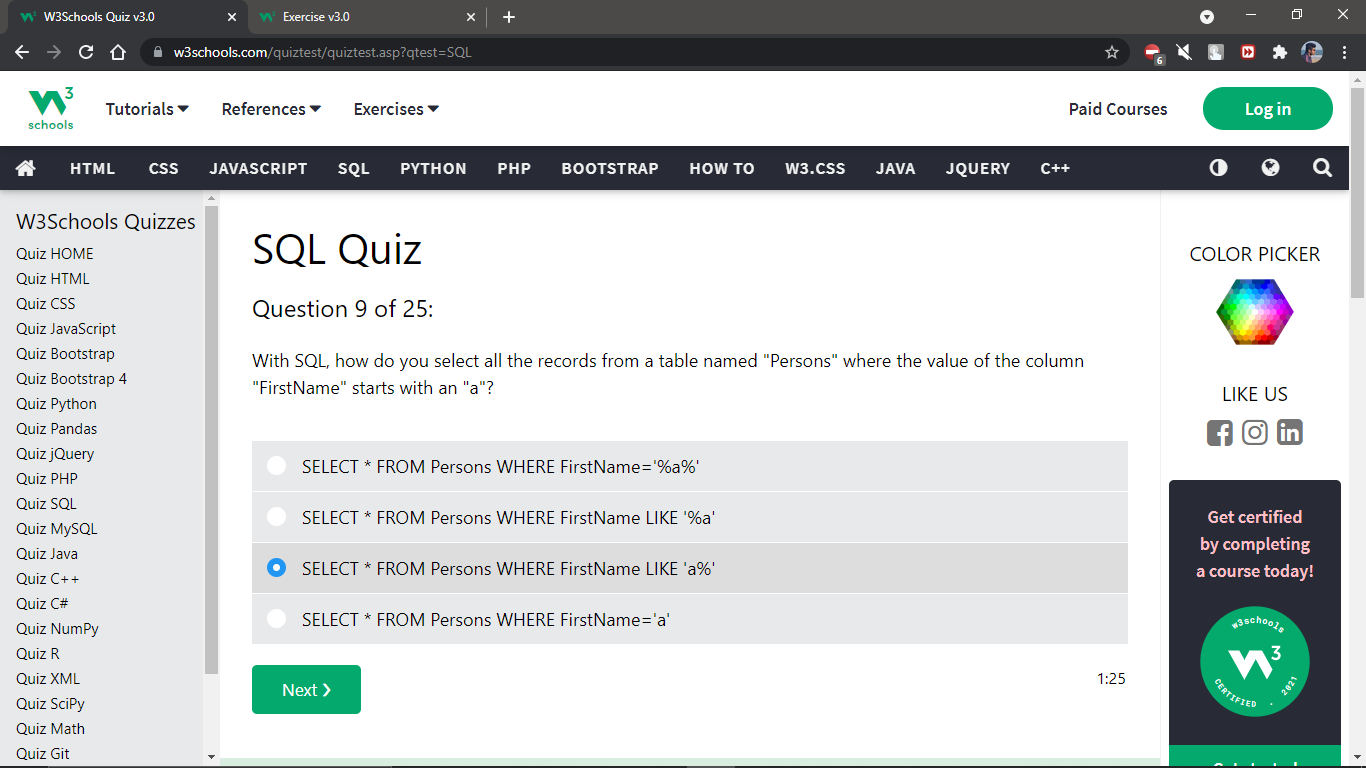 W3Schools Quiz v3.0
Exercise v3.0
w3schools.com/quiztest/quiztest.asp?qtest=SQL
6
3
schools
Tutorials
References
Exercises
Paid Courses
Log in
HTML CSS JAVASCRIPT SQL PYTHON PHP BOOTSTRAP HOW TO W3.CSS JAVA JQUERY C++
W3Schools Quizzes
Quiz HOME
Quiz HTML
Quiz CSS
Quiz JavaScript
Quiz Bootstrap
Quiz Bootstrap 4
Quiz Python
Quiz Pandas
Quiz jQuery
Quiz PHP
Quiz SQL
Quiz MySQL
Quiz Java
Quiz C++
Quiz C#
Quiz NumPy
Quiz R
Quiz XML
Quiz SciPy
Quiz Math
Quiz Git
SQL Quiz
Question 9 of 25:
With SQL, how do you select all the records from a table named "Persons" where the value of the column
"FirstName" starts with an "a"?
SELECT * FROM Persons WHERE FirstName='%a%'
SELECT * FROM Persons WHERE FirstName LIKE '%a'
SELECT * FROM Persons WHERE FirstName LIKE 'a%'
SELECT * FROM Persons WHERE FirstName='a'
Next ❯
1:25
COLOR PICKER
LIKE US
Get certified
by completing
a course today!
w3schools
3
CERTIFIED . 2021